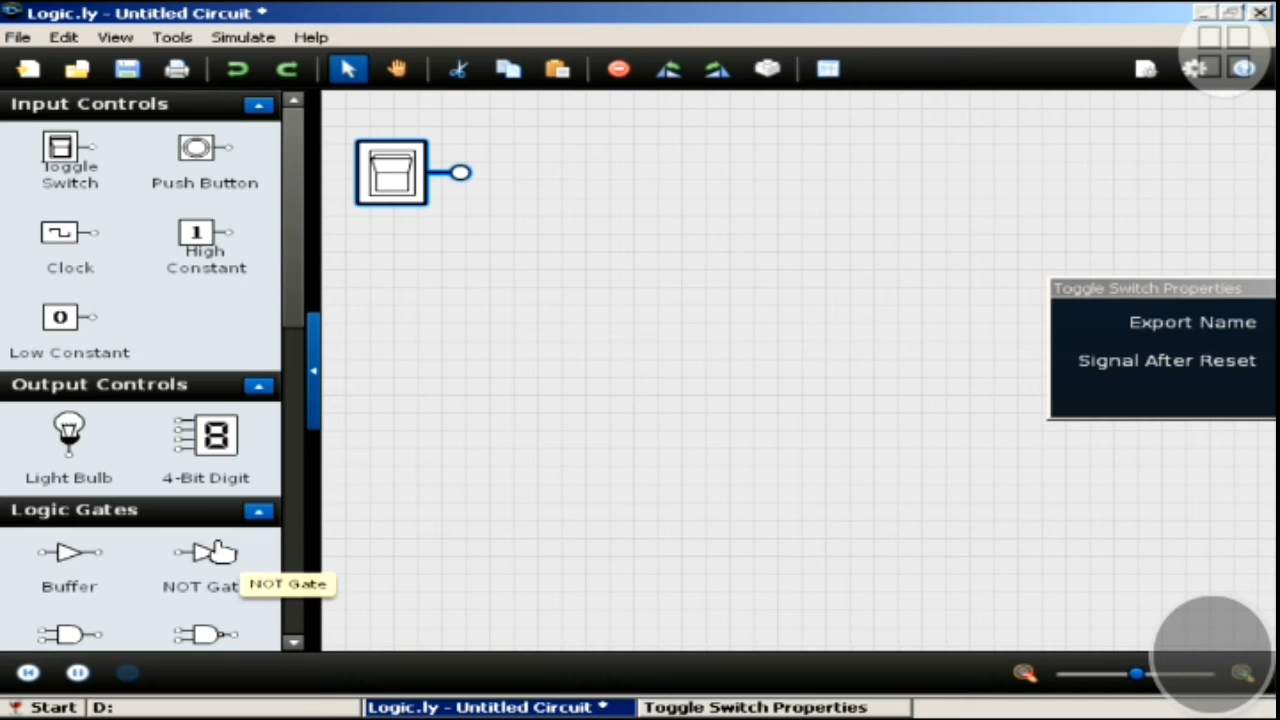 Logic.ly - Untitled Circuit *
File Edit View Tools Simulate Help
Input Controls
Toggle
Switch
Push Button
Clock
1
High
Constant
0
Low Constant
Output Controls
Light Bulb
8
4-Bit Digit
Logic Gates
Buffer
NOT Gat
NOT Gate
Toggle Switch Properties
Export Name
Signal After Reset
Start
D:
Logic.ly - Untitled Circuit *
Toggle Switch Properties